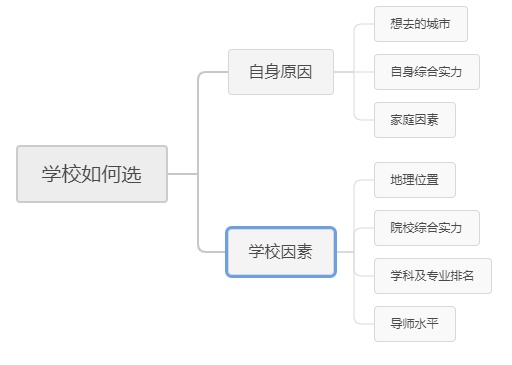 学校如何选
自身原因
想去的城市
自身综合实力
家庭因素
学校因素
地理位置
院校综合实力
学科及专业排名
导师水平